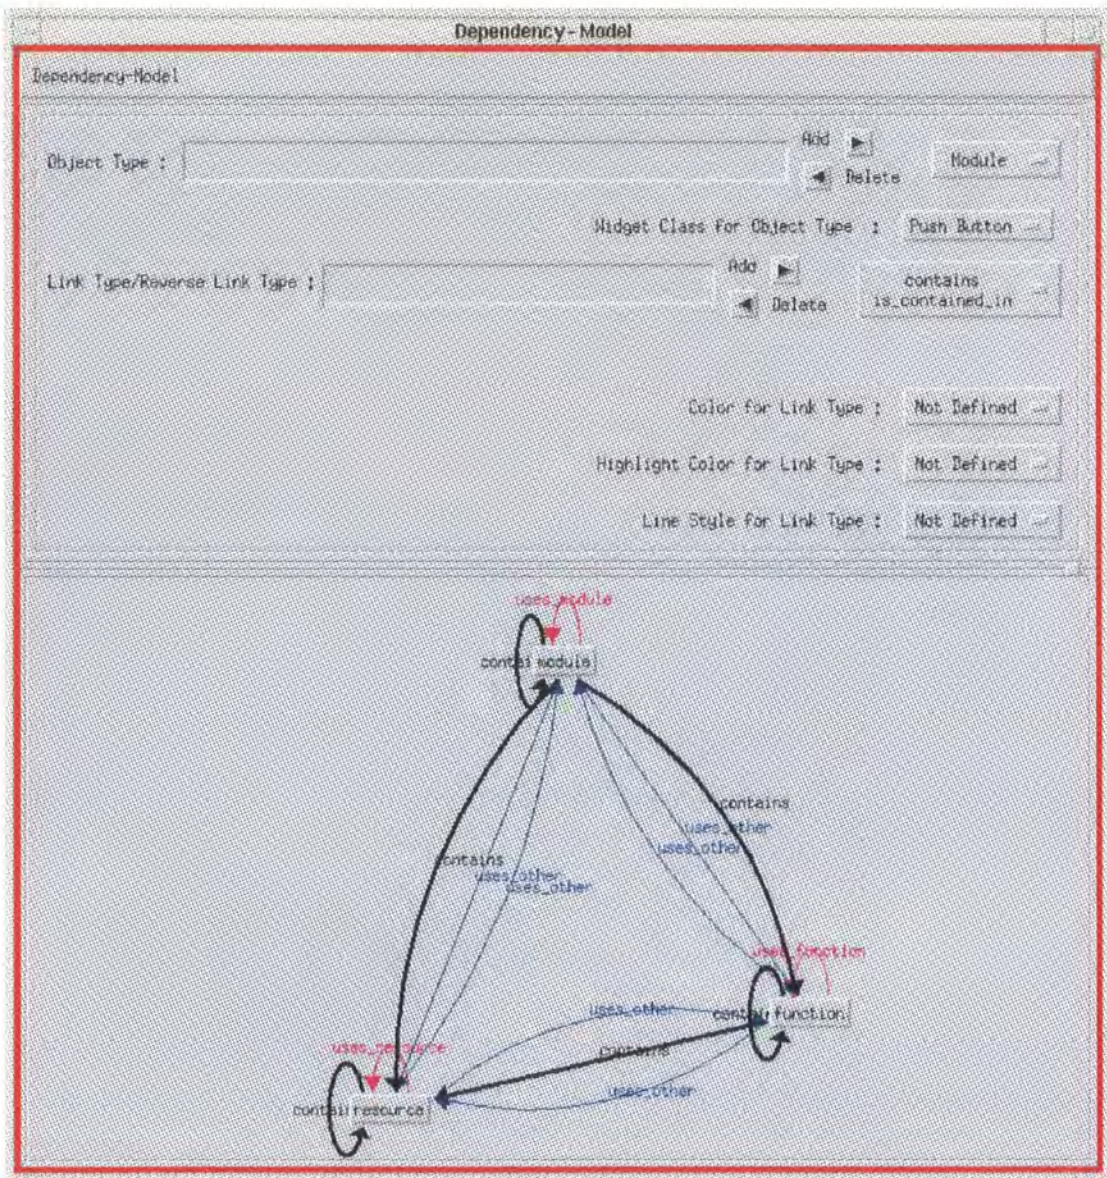 Dependency-Model
Dependency-Model
Object Type :
Add
Delete
Module
Widget Class for Object Type :
Push Button
Link Type/Reverse Link Type :
Add
Delete
contains
is_contained_in
Color for Link Type :
Not Defined
Highlight Color for Link Type :
Not Defined
Line Style for Link Type :
Not Defined
uses_module
contai
module
contains
uses_other
uses_other
contains
uses_other
uses_other
uses_function
contai
function
uses_other
contains
uses_resource
uses_other
contai
resource